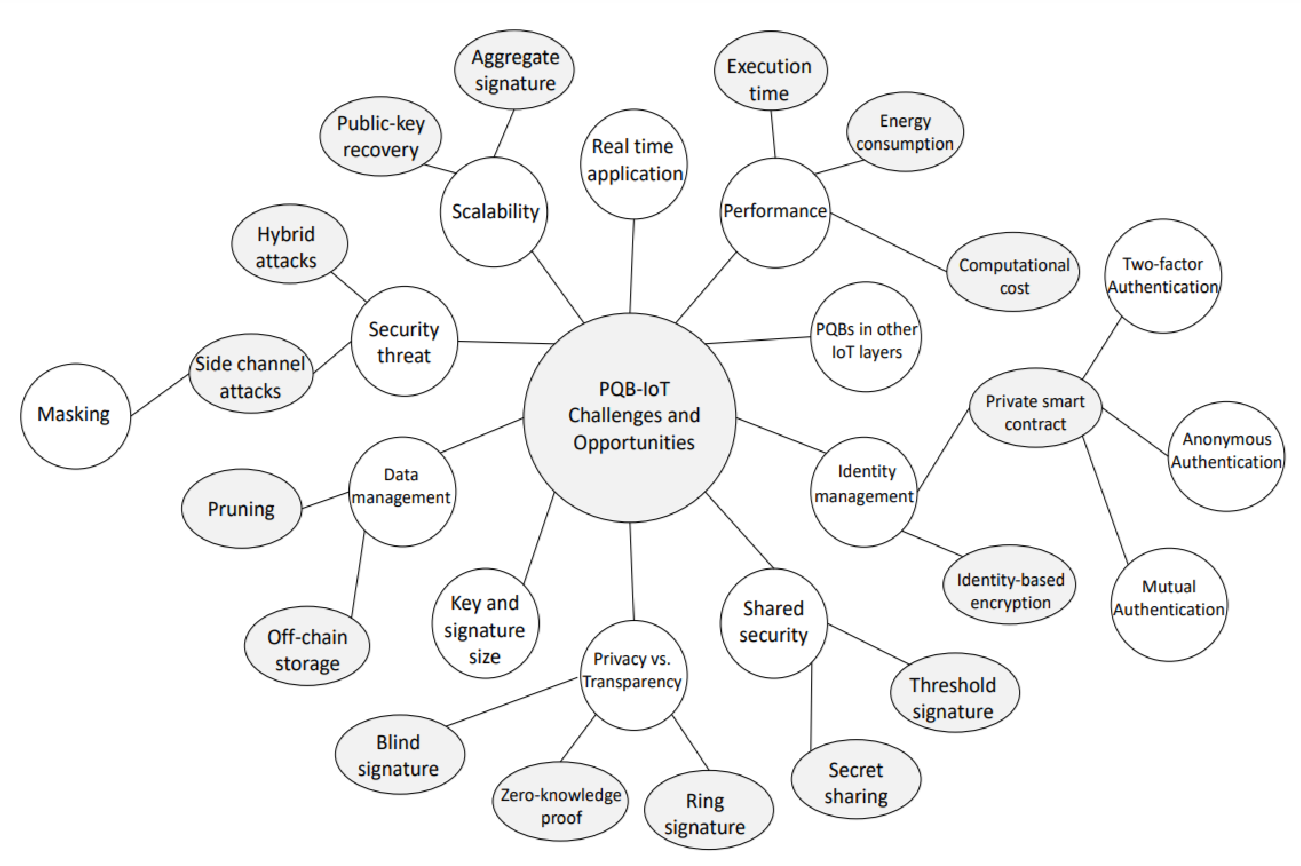 Aggregate
signature
Execution
time
Public-key
recovery
Energy
consumption
Real time
application
Scalability
Performance
Hybrid
attacks
Computational
cost
Two-factor
Authentication
Security
threat
PQBs in other
IoT layers
Side channel
attacks
Masking
PQB-IoT
Challenges and
Opportunities
Private smart
contract
Anonymous
Authentication
Data
management
Identity
management
Pruning
Identity-based
encryption
Mutual
Authentication
Key and
signature
size
Shared
security
Off-chain
storage
Privacy vs.
Transparency
Threshold
signature
Blind
signature
Zero-knowledge
proof
Ring
signature
Secret
sharing